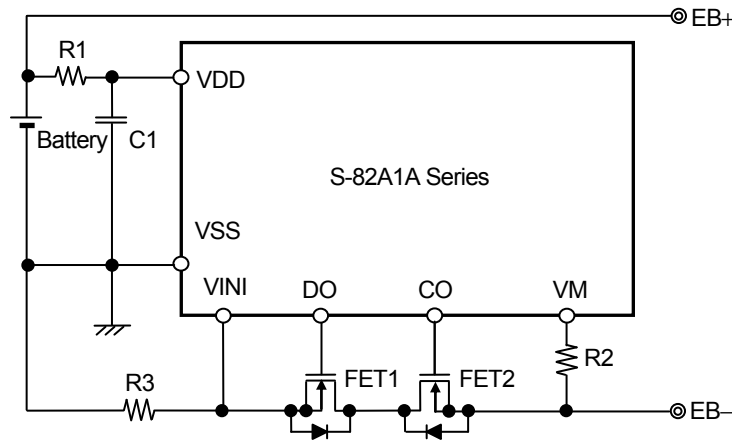 EB+
R1
VDD
Battery
C1
S-82A1A Series
VSS
VINI
DO
CO
VM
R3
FET1
FET2
R2
EB−